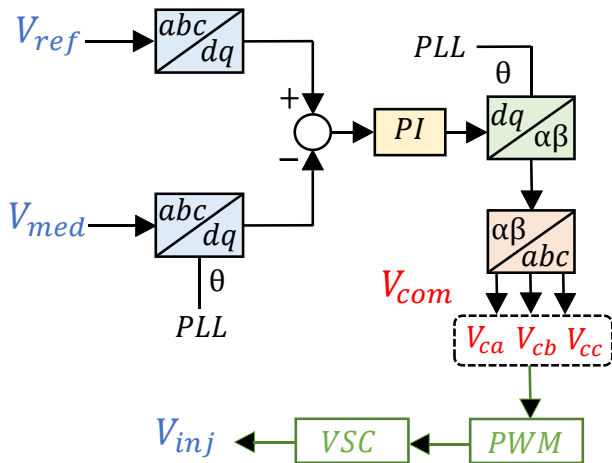 V_ref
abc
dq
PLL
θ
+
PI
dq
αβ
−
V_med
abc
dq
αβ
abc
θ
PLL
V_com
V_ca V_cb V_cc
V_inj
VSC
PWM